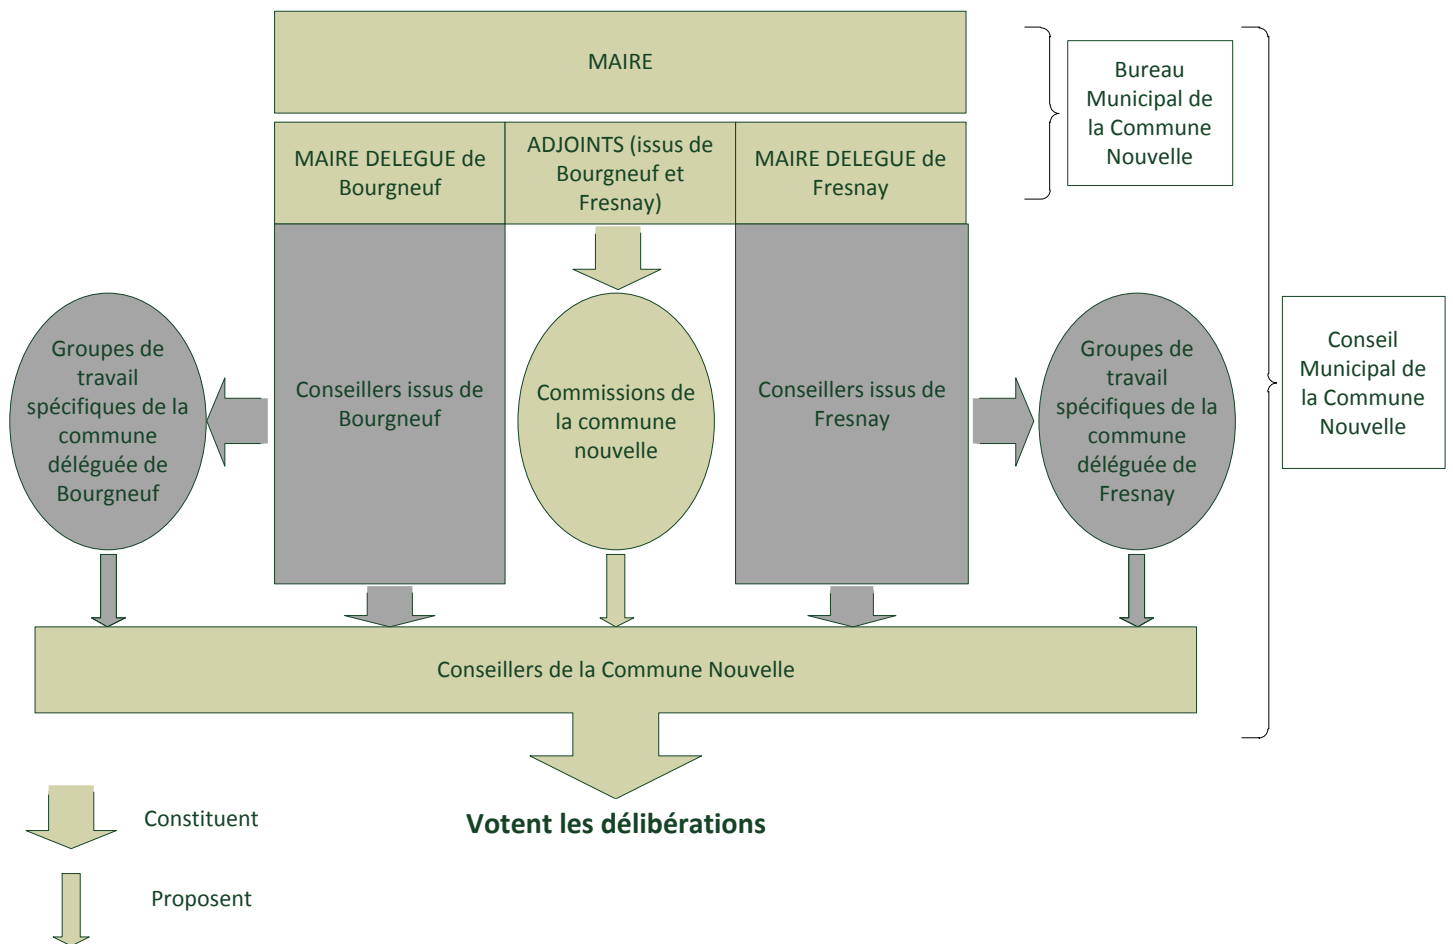 MAIRE
Bureau
Municipal de
la Commune
Nouvelle
MAIRE DELEGUE de
Bourgneuf
ADJOINTS (issus de
Bourgneuf et
Fresnay)
MAIRE DELEGUE de
Fresnay
Groupes de
travail
spécifiques de la
commune
déléguée de
Bourgneuf
Conseillers issus de
Bourgneuf
Commissions de
la commune
nouvelle
Conseillers issus de
Fresnay
Groupes de
travail
spécifiques de la
commune
déléguée de
Fresnay
Conseil
Municipal de
la Commune
Nouvelle
Conseillers de la Commune Nouvelle
Votent les délibérations
Constituent
Proposent